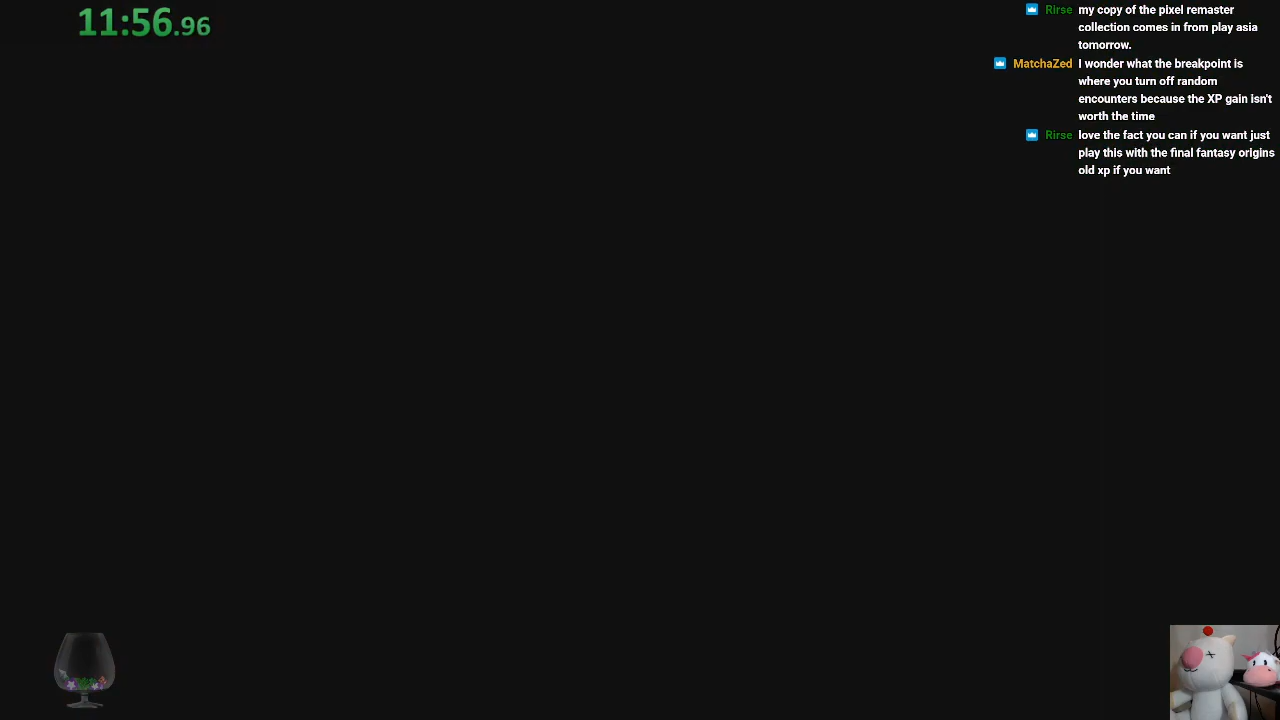 11:56.96
Rirse my copy of the pixel remaster
collection comes in from play asia
tomorrow.
MatchaZed I wonder what the breakpoint is
where you turn off random
encounters because the XP gain isn't
worth the time
Rirse love the fact you can if you want just
play this with the final fantasy origins
old xp if you want